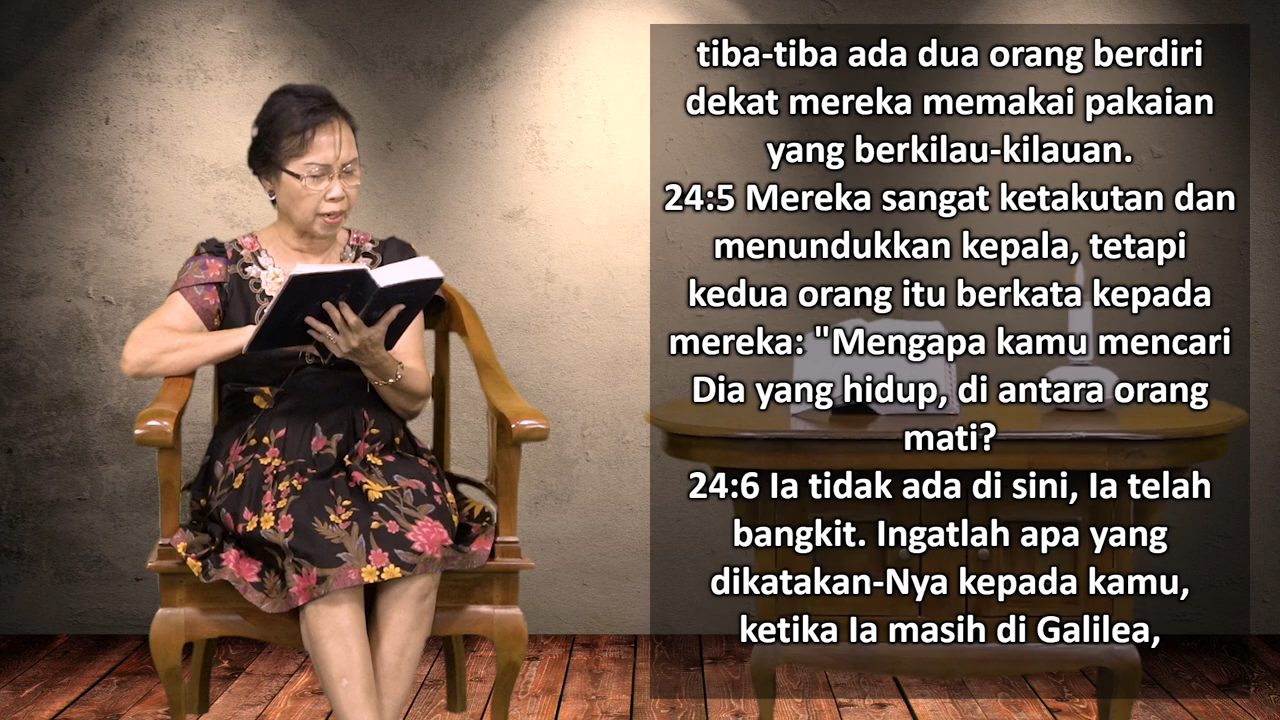 tiba-tiba ada dua orang berdiri
dekat mereka memakai pakaian
yang berkilau-kilauan.
24:5 Mereka sangat ketakutan dan
menundukkan kepala, tetapi
kedua orang itu berkata kepada
mereka: "Mengapa kamu mencari
Dia yang hidup, di antara orang
mati?
24:6 Ia tidak ada di sini, Ia telah
bangkit. Ingatlah apa yang
dikatakan-Nya kepada kamu,
ketika Ia masih di Galilea,